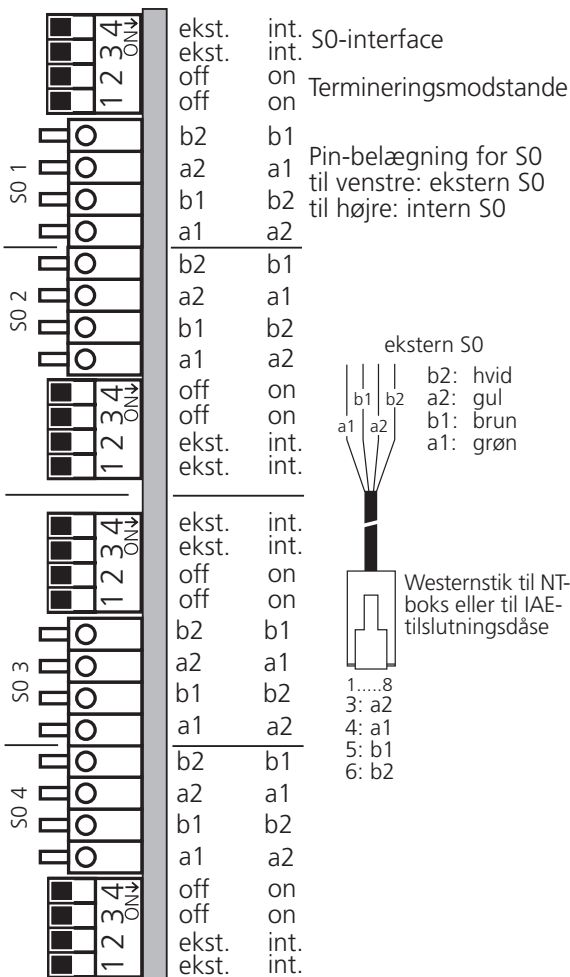 1 2 3 4
ON
ekst. int.
ekst. int.
off on
off on
S0-interface
Termineringsmodstande
S0 1
b2 b1
a2 a1
b1 b2
a1 a2
Pin-belægning for S0
til venstre: ekstern S0
til højre: intern S0
S0 2
b2 b1
a2 a1
b1 b2
a1 a2
1 2 3 4
ON
off on
off on
ekst. int.
ekst. int.
ekstern S0
b2: hvid
a2: gul
b1: brun
a1: grøn
b1 b2
a1 a2
1 2 3 4
ON
ekst. int.
ekst. int.
off on
off on
Westernstik til NT-
boks eller til IAE-
tilslutningsdåse
1.....8
3: a2
4: a1
5: b1
6: b2
S0 3
b2 b1
a2 a1
b1 b2
a1 a2
S0 4
b2 b1
a2 a1
b1 b2
a1 a2
1 2 3 4
ON
off on
off on
ekst. int.
ekst. int.